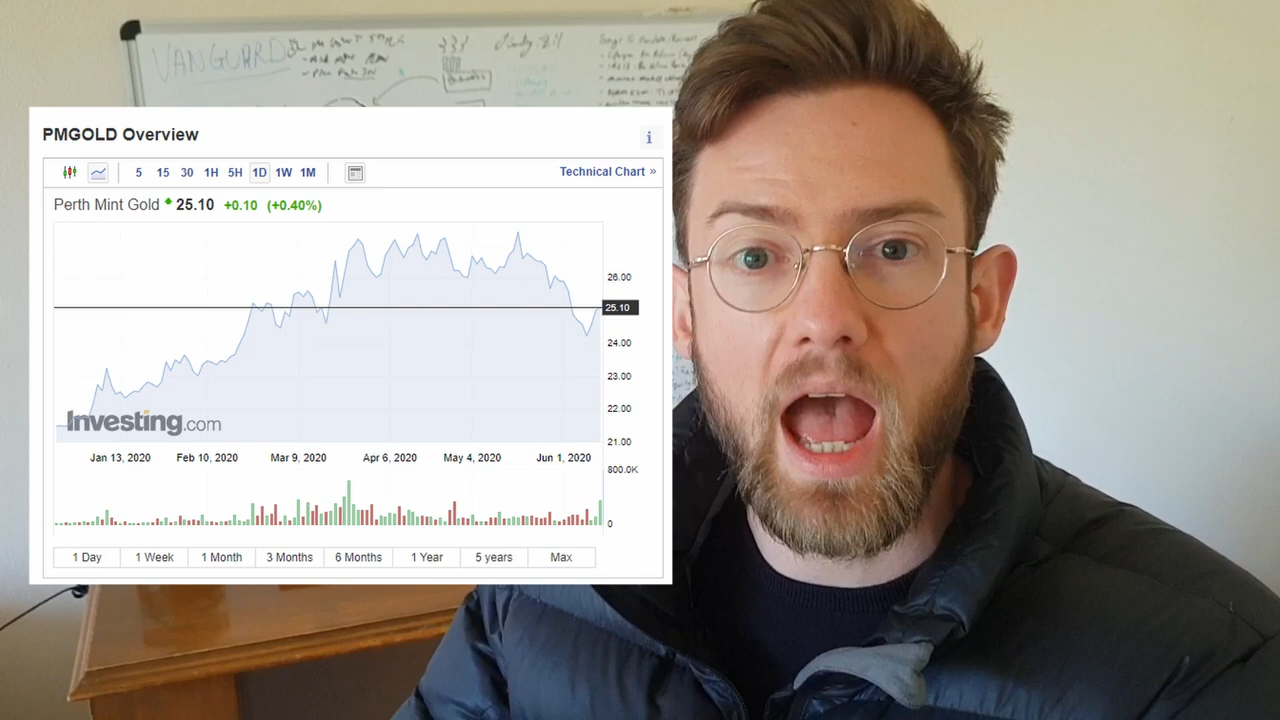 VANGUARD
PMGOLD Overview
i
5 15 30 1H 5H 1D 1W 1M
Technical Chart »
Perth Mint Gold 25.10 +0.10 (+0.40%)
26.00
25.10
24.00
23.00
22.00
21.00
Investing.com
Jan 13, 2020 Feb 10, 2020 Mar 9, 2020 Apr 6, 2020 May 4, 2020 Jun 1, 2020
800.0K
0
1 Day 1 Week 1 Month 3 Months 6 Months 1 Year 5 years Max